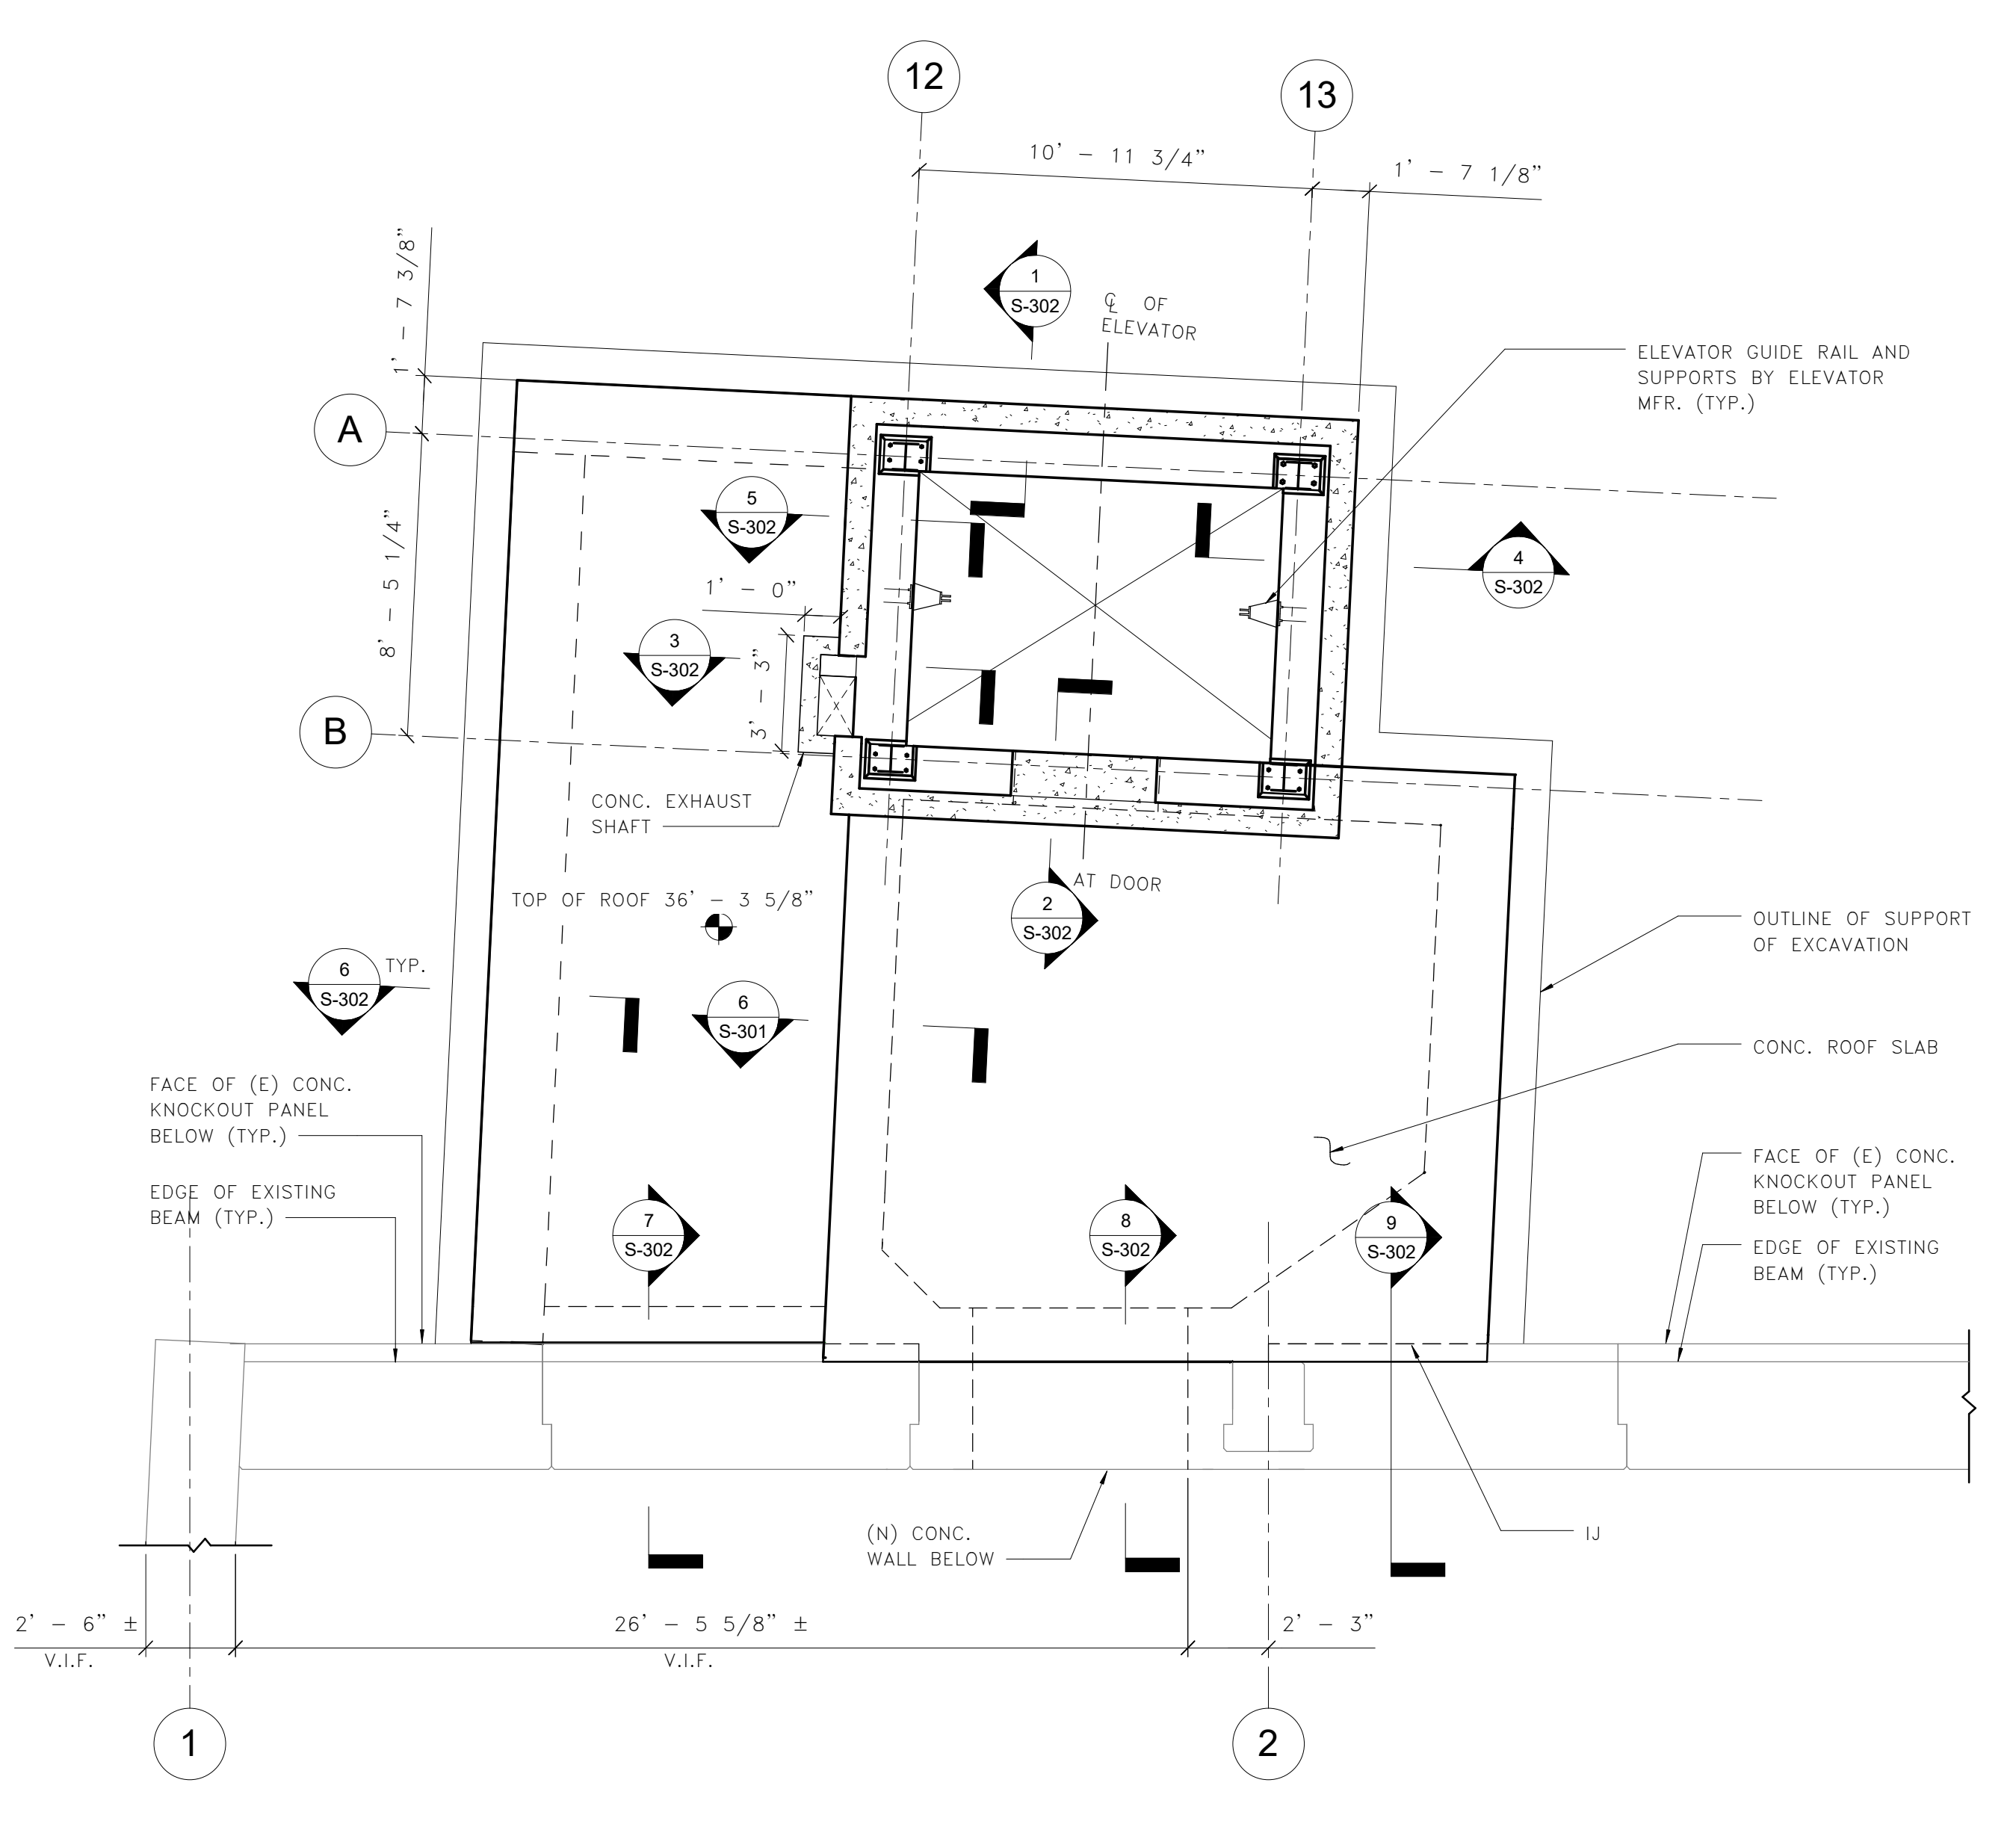 12
13
10' - 11 3/4"
1' - 7 1/8"
1' - 7 3/8"
1
S-302
℄ OF
ELEVATOR
ELEVATOR GUIDE RAIL AND
SUPPORTS BY ELEVATOR
MFR. (TYP.)
A
8' - 5 1/4"
5
S-302
4
S-302
1' - 0"
3
S-302
3' - 3"
B
CONC. EXHAUST
SHAFT
TOP OF ROOF 36' - 3 5/8"
AT DOOR
2
S-302
OUTLINE OF SUPPORT
OF EXCAVATION
6
S-302
TYP.
6
S-301
CONC. ROOF SLAB
FACE OF (E) CONC.
KNOCKOUT PANEL
BELOW (TYP.)
EDGE OF EXISTING
BEAM (TYP.)
FACE OF (E) CONC.
KNOCKOUT PANEL
BELOW (TYP.)
EDGE OF EXISTING
BEAM (TYP.)
7
S-302
8
S-302
9
S-302
(N) CONC.
WALL BELOW
IJ
2' - 6" ±
V.I.F.
26' - 5 5/8" ±
V.I.F.
2' - 3"
1
2